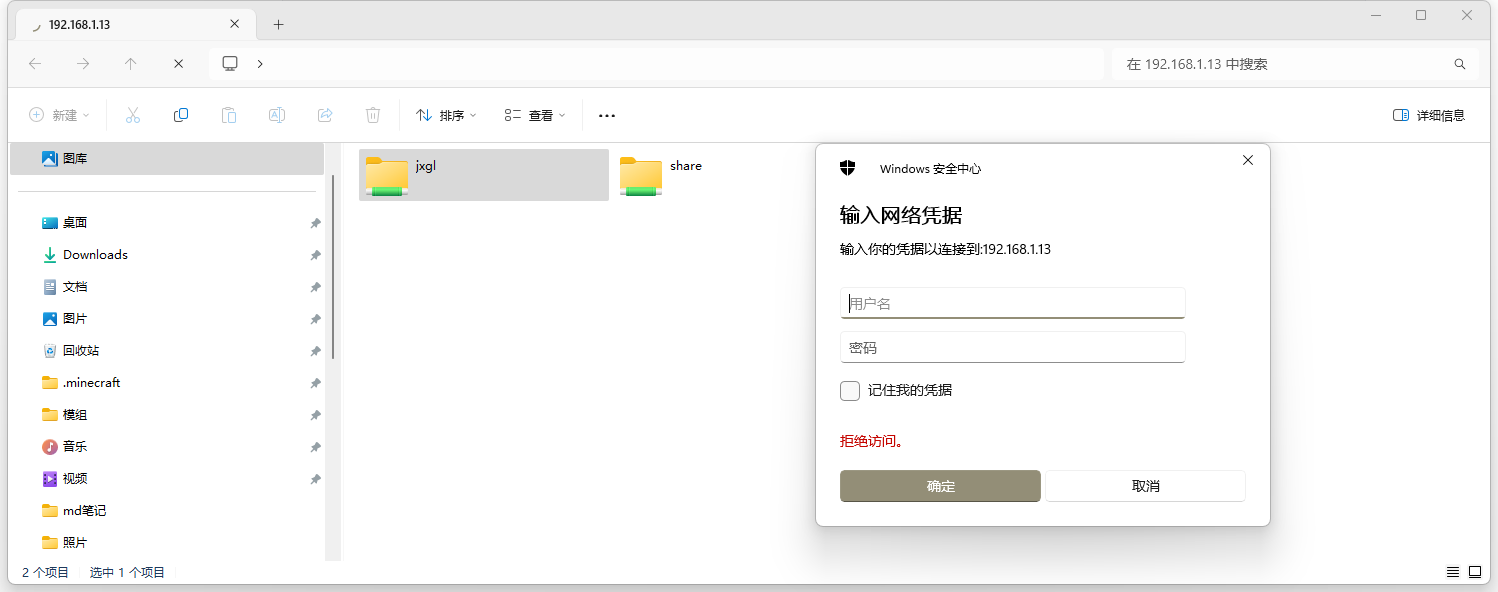 192.168.1.13
在 192.168.1.13 中搜索
新建
排序
查看
详细信息
图库
桌面
Downloads
文档
图片
回收站
.minecraft
模组
音乐
视频
md笔记
照片
jxgl
share
Windows 安全中心
输入网络凭据
输入你的凭据以连接到:192.168.1.13
用户名
密码
记住我的凭据
拒绝访问。
确定
取消
2 个项目
选中 1 个项目